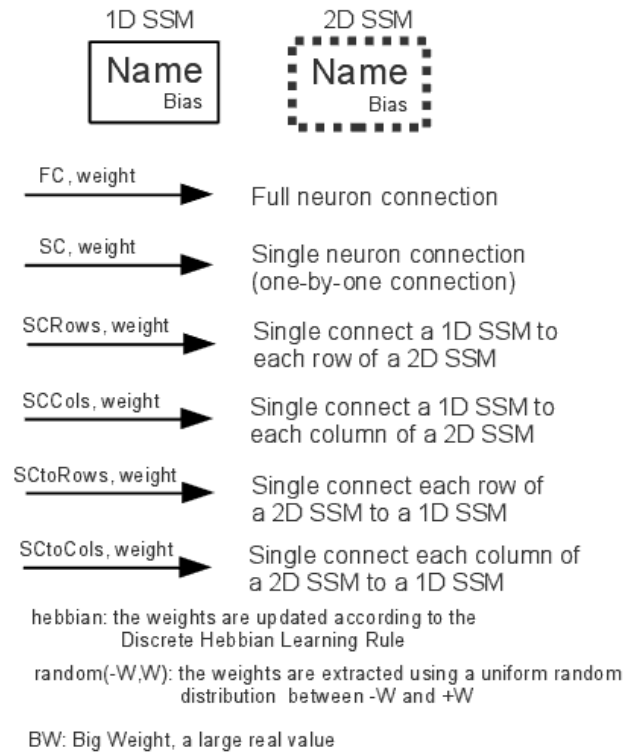 1D SSM 2D SSM
Name Name
Bias Bias
FC, weight
Full neuron connection
SC, weight
Single neuron connection
(one-by-one connection)
SCRows, weight
Single connect a 1D SSM to
each row of a 2D SSM
SCCols, weight
Single connect a 1D SSM to
each column of a 2D SSM
SCtoRows, weight
Single connect each row of
a 2D SSM to a 1D SSM
SCtoCols, weight
Single connect each column of
a 2D SSM to a 1D SSM
hebbian: the weights are updated according to the
Discrete Hebbian Learning Rule
random(-W,W): the weights are extracted using a uniform random
distribution between -W and +W
BW: Big Weight, a large real value